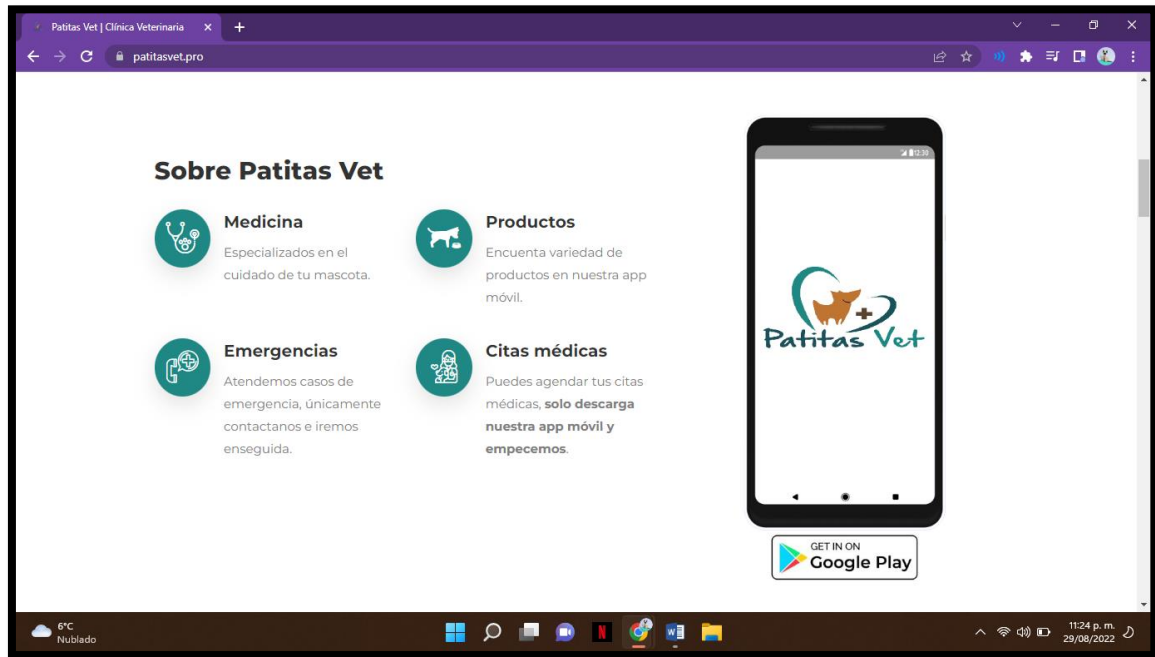 Patitas Vet | Clínica Veterinaria
patitasvet.pro
Sobre Patitas Vet
Medicina
Especializados en el
cuidado de tu mascota.
Productos
Encuenta variedad de
productos en nuestra app
móvil.
Emergencias
Atendemos casos de
emergencia, únicamente
contactanos e iremos
enseguida.
Citas médicas
Puedes agendar tus citas
médicas, solo descarga
nuestra app móvil y
empecemos.
12:30
Patitas Vet
GET IN ON
Google Play
6°C
Nublado
11:24 p. m.
29/08/2022